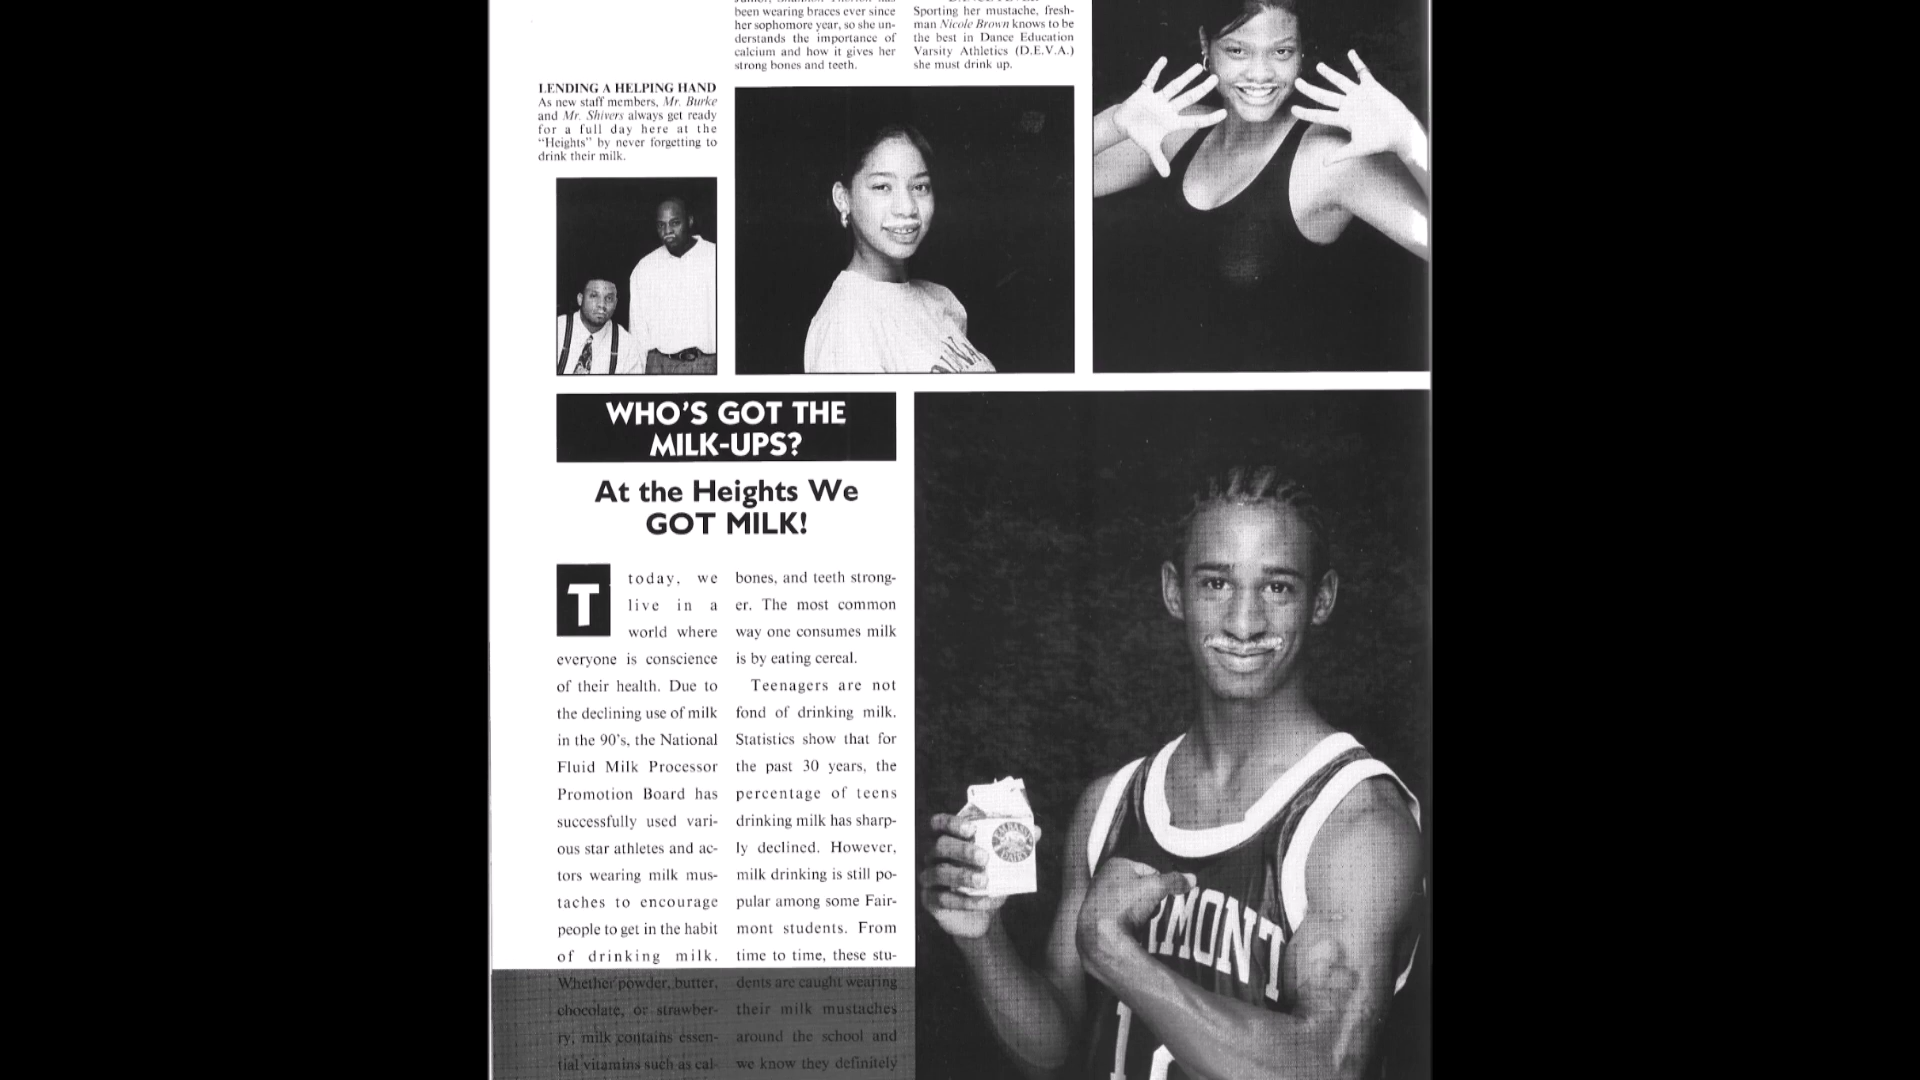 been wearing braces ever since
her sophomore year, so she un-
derstands the importance of
calcium and how it gives her
strong bones and teeth.
Sporting her mustache, fresh-
man Nicole Brown knows to be
the best in Dance Education
Varsity Athletics (D.E.V.A.)
she must drink up.
LENDING A HELPING HAND
As new staff members, Mr. Burke
and Mr. Shivers always get ready
for a full day here at the
"Heights" by never forgetting to
drink their milk.
WHO'S GOT THE
MILK-UPS?
At the Heights We
GOT MILK!
T today, we
live in a
world where
everyone is conscience
of their health. Due to
the declining use of milk
in the 90's, the National
Fluid Milk Processor
Promotion Board has
successfully used vari-
ous star athletes and ac-
tors wearing milk mus-
taches to encourage
people to get in the habit
of drinking milk.
Whether powder, butter,
chocolate, or strawber-
ry, milk contains essen-
tial vitamins such as cal-
bones, and teeth strong-
er. The most common
way one consumes milk
is by eating cereal.
Teenagers are not
fond of drinking milk.
Statistics show that for
the past 30 years, the
percentage of teens
drinking milk has sharp-
ly declined. However,
milk drinking is still po-
pular among some Fair-
mont students. From
time to time, these stu-
dents are caught wearing
their milk mustaches
around the school and
we know they definitely
MONT
1